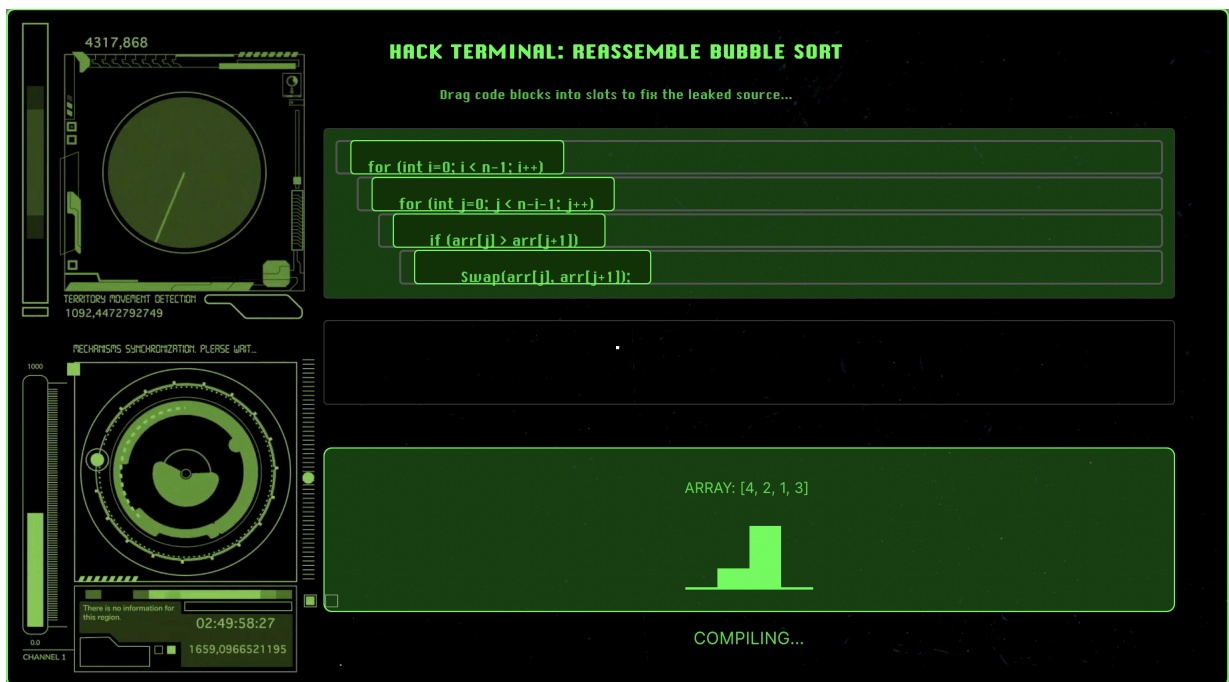 4317,868
HACK TERMINAL: REASSEMBLE BUBBLE SORT
Drag code blocks into slots to fix the leaked source...
for (int i=0; i < n-1; i++)
for (int j=0; j < n-i-1; j++)
if (arr[j] > arr[j+1])
Swap(arr[j], arr[j+1]);
TERRITORY MOVEMENT DETECTION
1092,4472792749
MECHANISMS SYNCHRONIZATION. PLEASE WAIT...
1000
ARRAY: [4, 2, 1, 3]
There is no information for
this region.
02:49:58:27
1659,0966521195
0.0
CHANNEL 1
COMPILING...